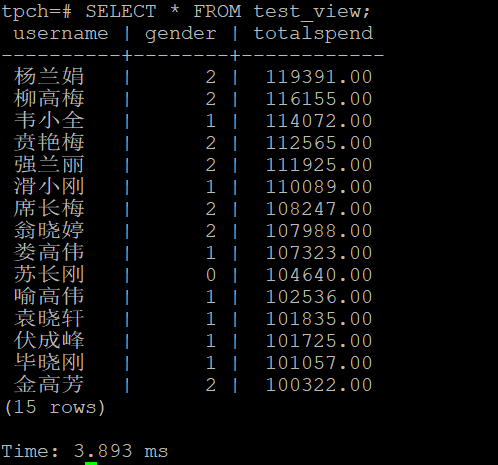 tpch=# SELECT * FROM test_view;
 username | gender | totalspend
----------+--------+------------
 杨兰娟   |      2 |  119391.00
 柳高梅   |      2 |  116155.00
 韦小全   |      1 |  114072.00
 贲艳梅   |      2 |  112565.00
 强兰丽   |      2 |  111925.00
 滑小刚   |      1 |  110089.00
 席长梅   |      2 |  108247.00
 翁晓婷   |      2 |  107988.00
 娄高伟   |      1 |  107323.00
 苏长刚   |      0 |  104640.00
 喻高伟   |      1 |  102536.00
 袁晓轩   |      1 |  101835.00
 伏成峰   |      1 |  101725.00
 毕晓刚   |      1 |  101057.00
 金高芳   |      2 |  100322.00
(15 rows)

Time: 3.893 ms